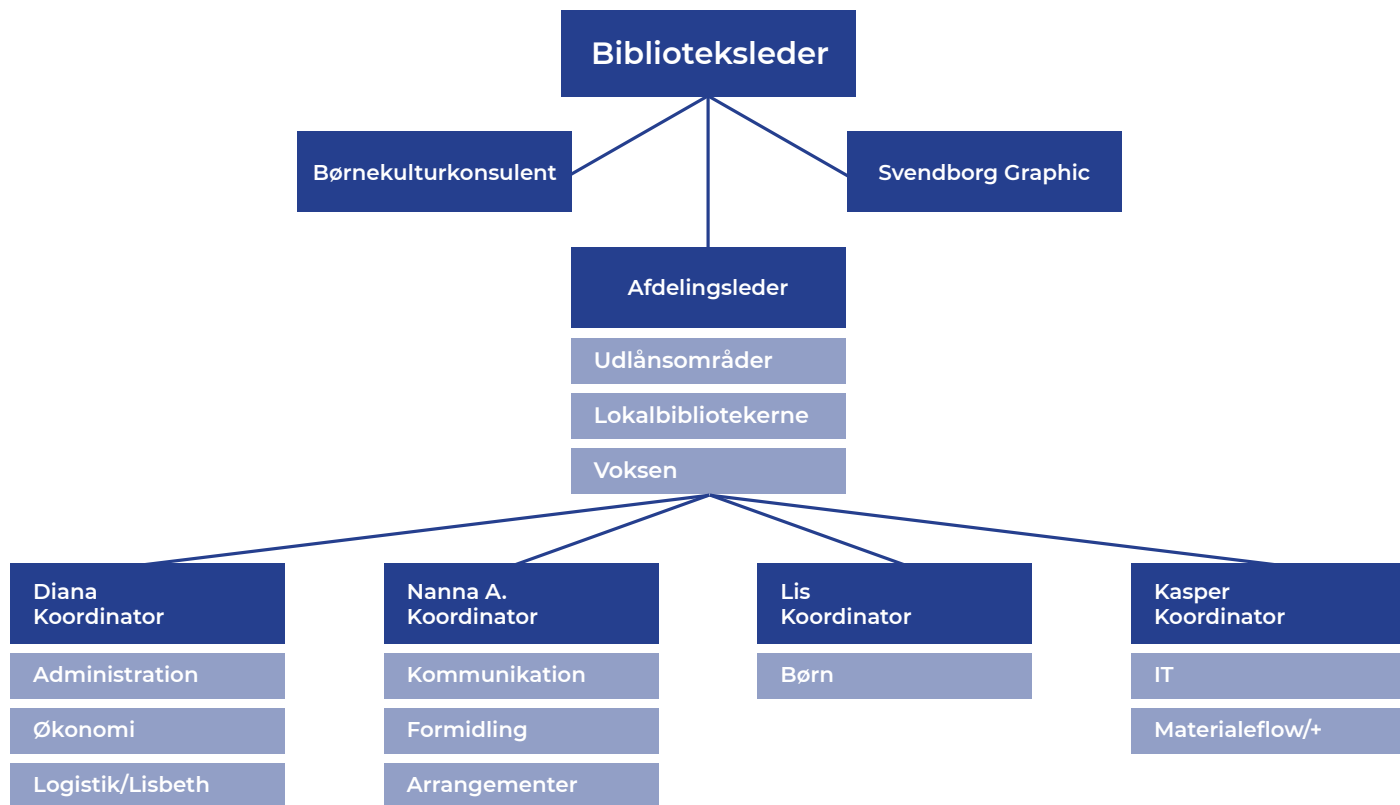 Biblioteksleder
Børnekulturkonsulent
Svendborg Graphic
Afdelingsleder
Udlånsområder
Lokalbibliotekerne
Voksen
Diana
Koordinator
Administration
Økonomi
Logistik/Lisbeth
Nanna A.
Koordinator
Kommunikation
Formidling
Arrangementer
Lis
Koordinator
Børn
Kasper
Koordinator
IT
Materialeflow/+